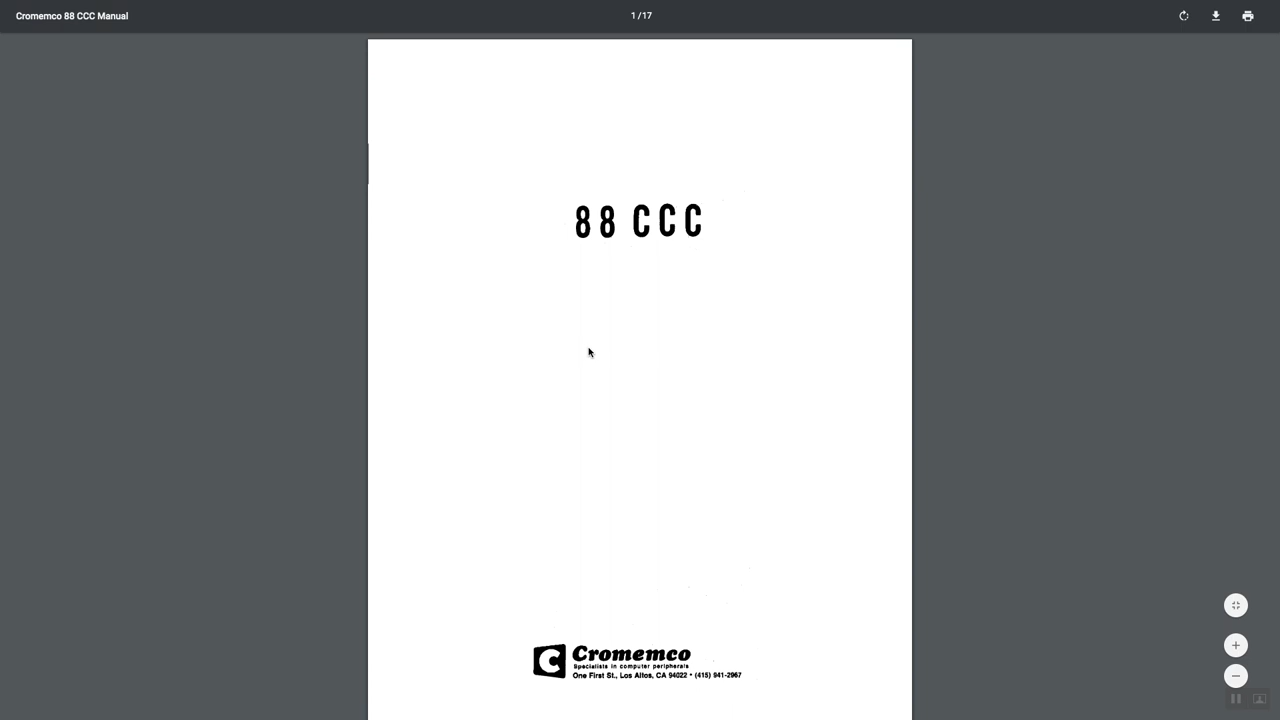 Cromemco 88 CCC Manual
1 / 17
88 CCC
C Cromemco
Specialists in computer peripherals
One First St., Los Altos, CA 94022 • (415) 941-2967